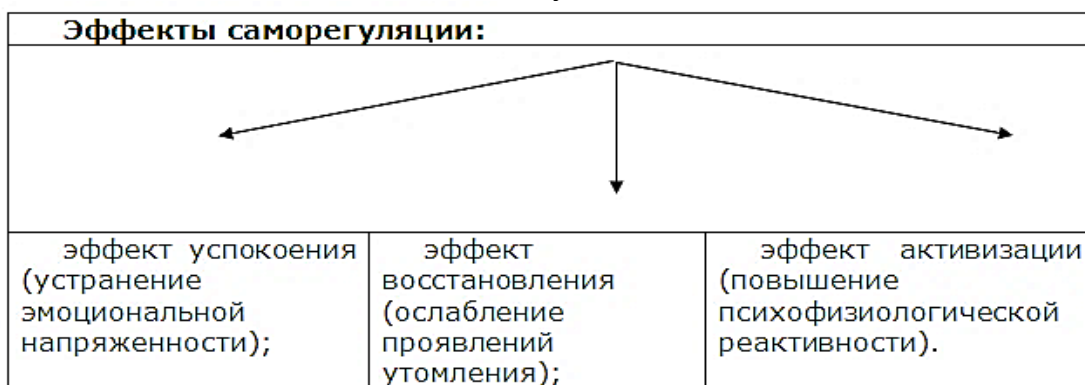 Эффекты саморегуляции:
эффект успокоения
(устранение
эмоциональной
напряженности);
эффект
восстановления
(ослабление
проявлений
утомления);
эффект активизации
(повышение
психофизиологической
реактивности).